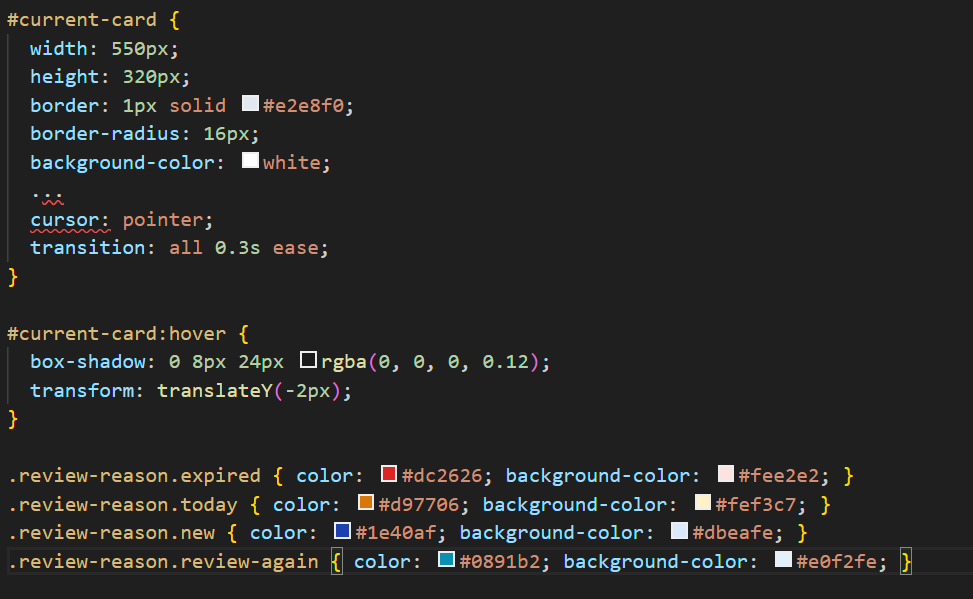 #current-card {
  width: 550px;
  height: 320px;
  border: 1px solid #e2e8f0;
  border-radius: 16px;
  background-color: white;
  ...
  cursor: pointer;
  transition: all 0.3s ease;
}

#current-card:hover {
  box-shadow: 0 8px 24px rgba(0, 0, 0, 0.12);
  transform: translateY(-2px);
}

.review-reason.expired { color: #dc2626; background-color: #fee2e2; }
.review-reason.today { color: #d97706; background-color: #fef3c7; }
.review-reason.new { color: #1e40af; background-color: #dbeafe; }
.review-reason.review-again { color: #0891b2; background-color: #e0f2fe; }